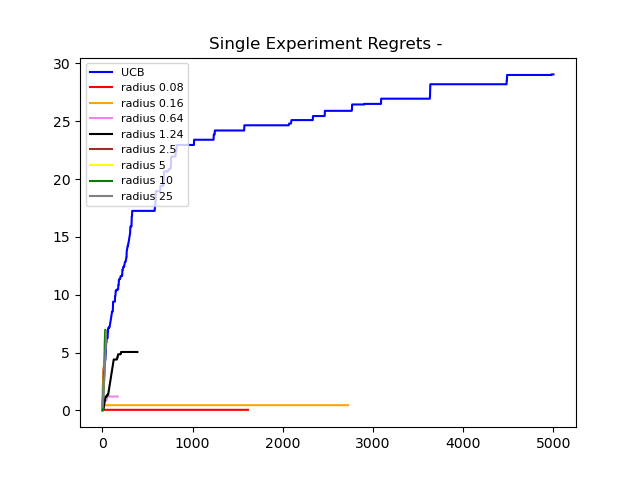 Single Experiment Regrets -
30
25
20
15
10
5
0
UCB
radius 0.08
radius 0.16
radius 0.64
radius 1.24
radius 2.5
radius 5
radius 10
radius 25
0 1000 2000 3000 4000 5000